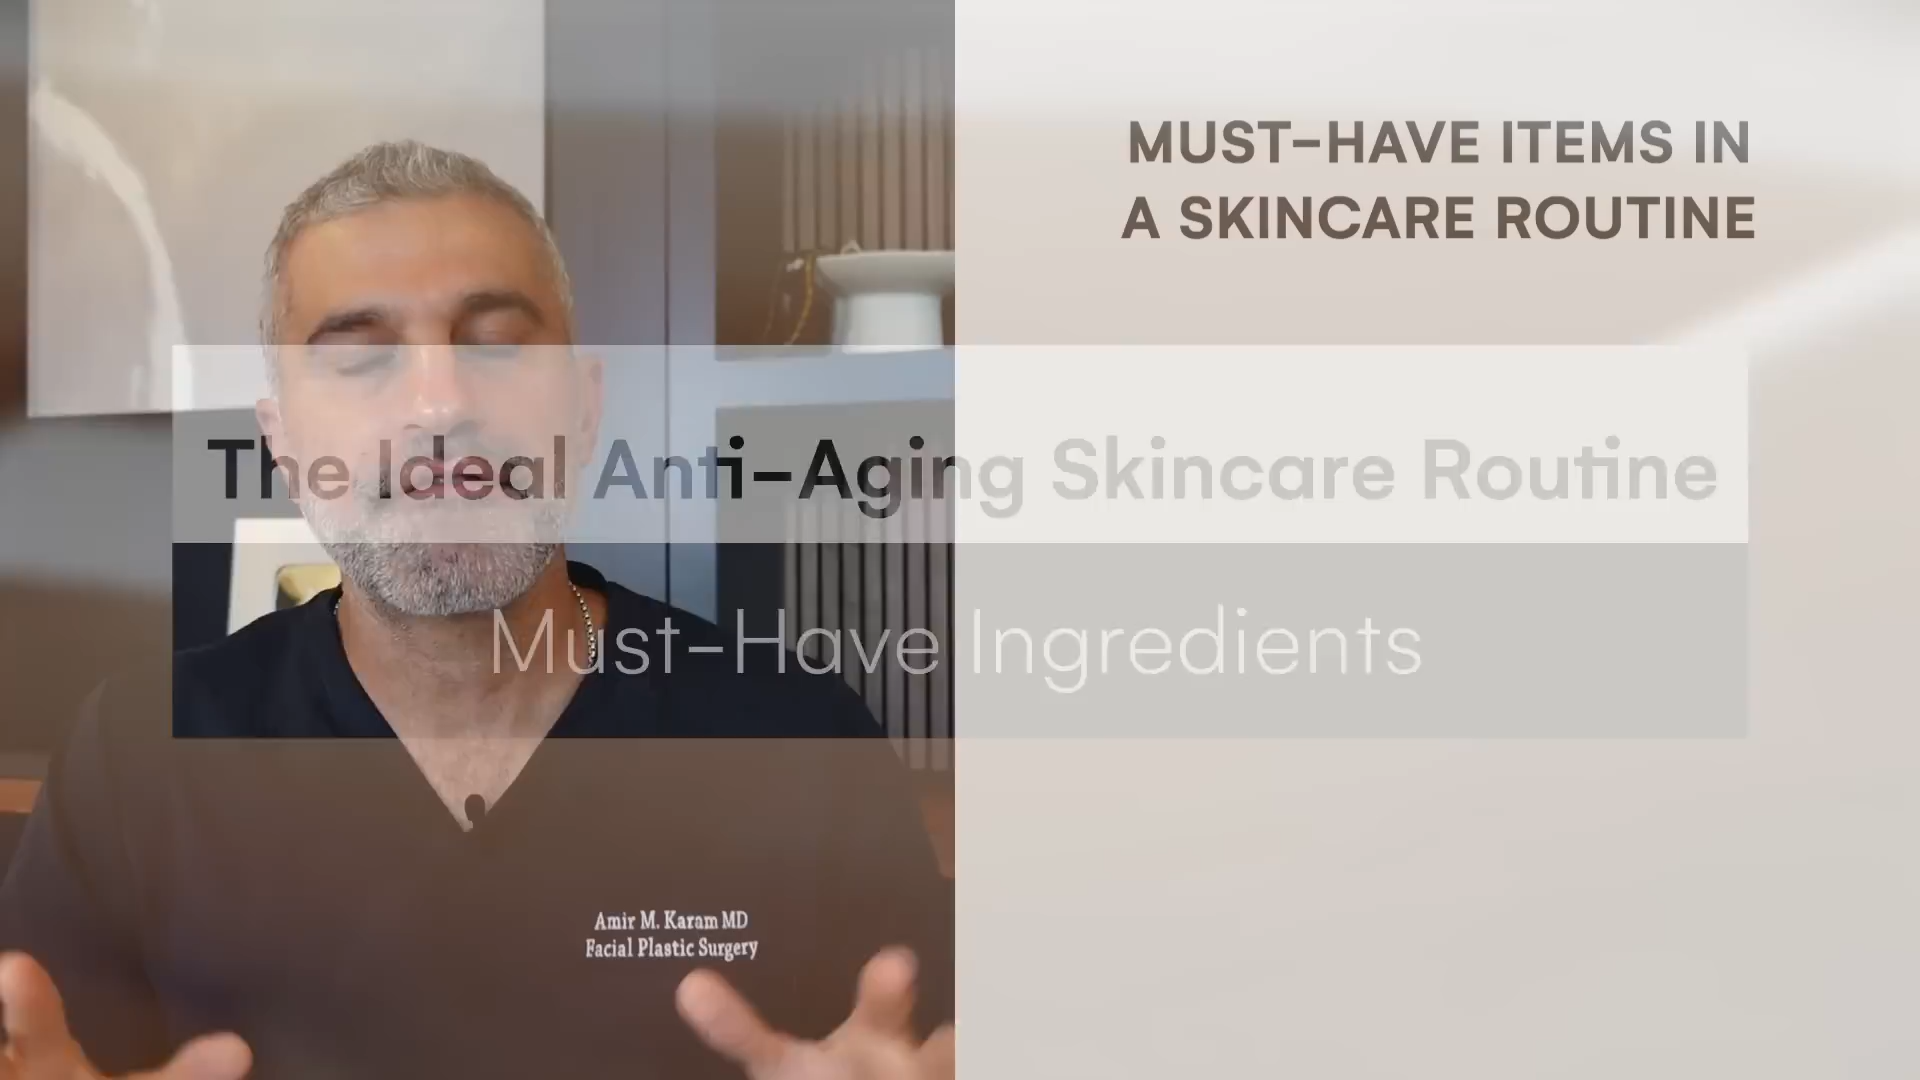 MUST-HAVE ITEMS IN
A SKINCARE ROUTINE
The Ideal Anti-Aging Skincare Routine
Must-Have Ingredients
Amir M. Karam MD
Facial Plastic Surgery